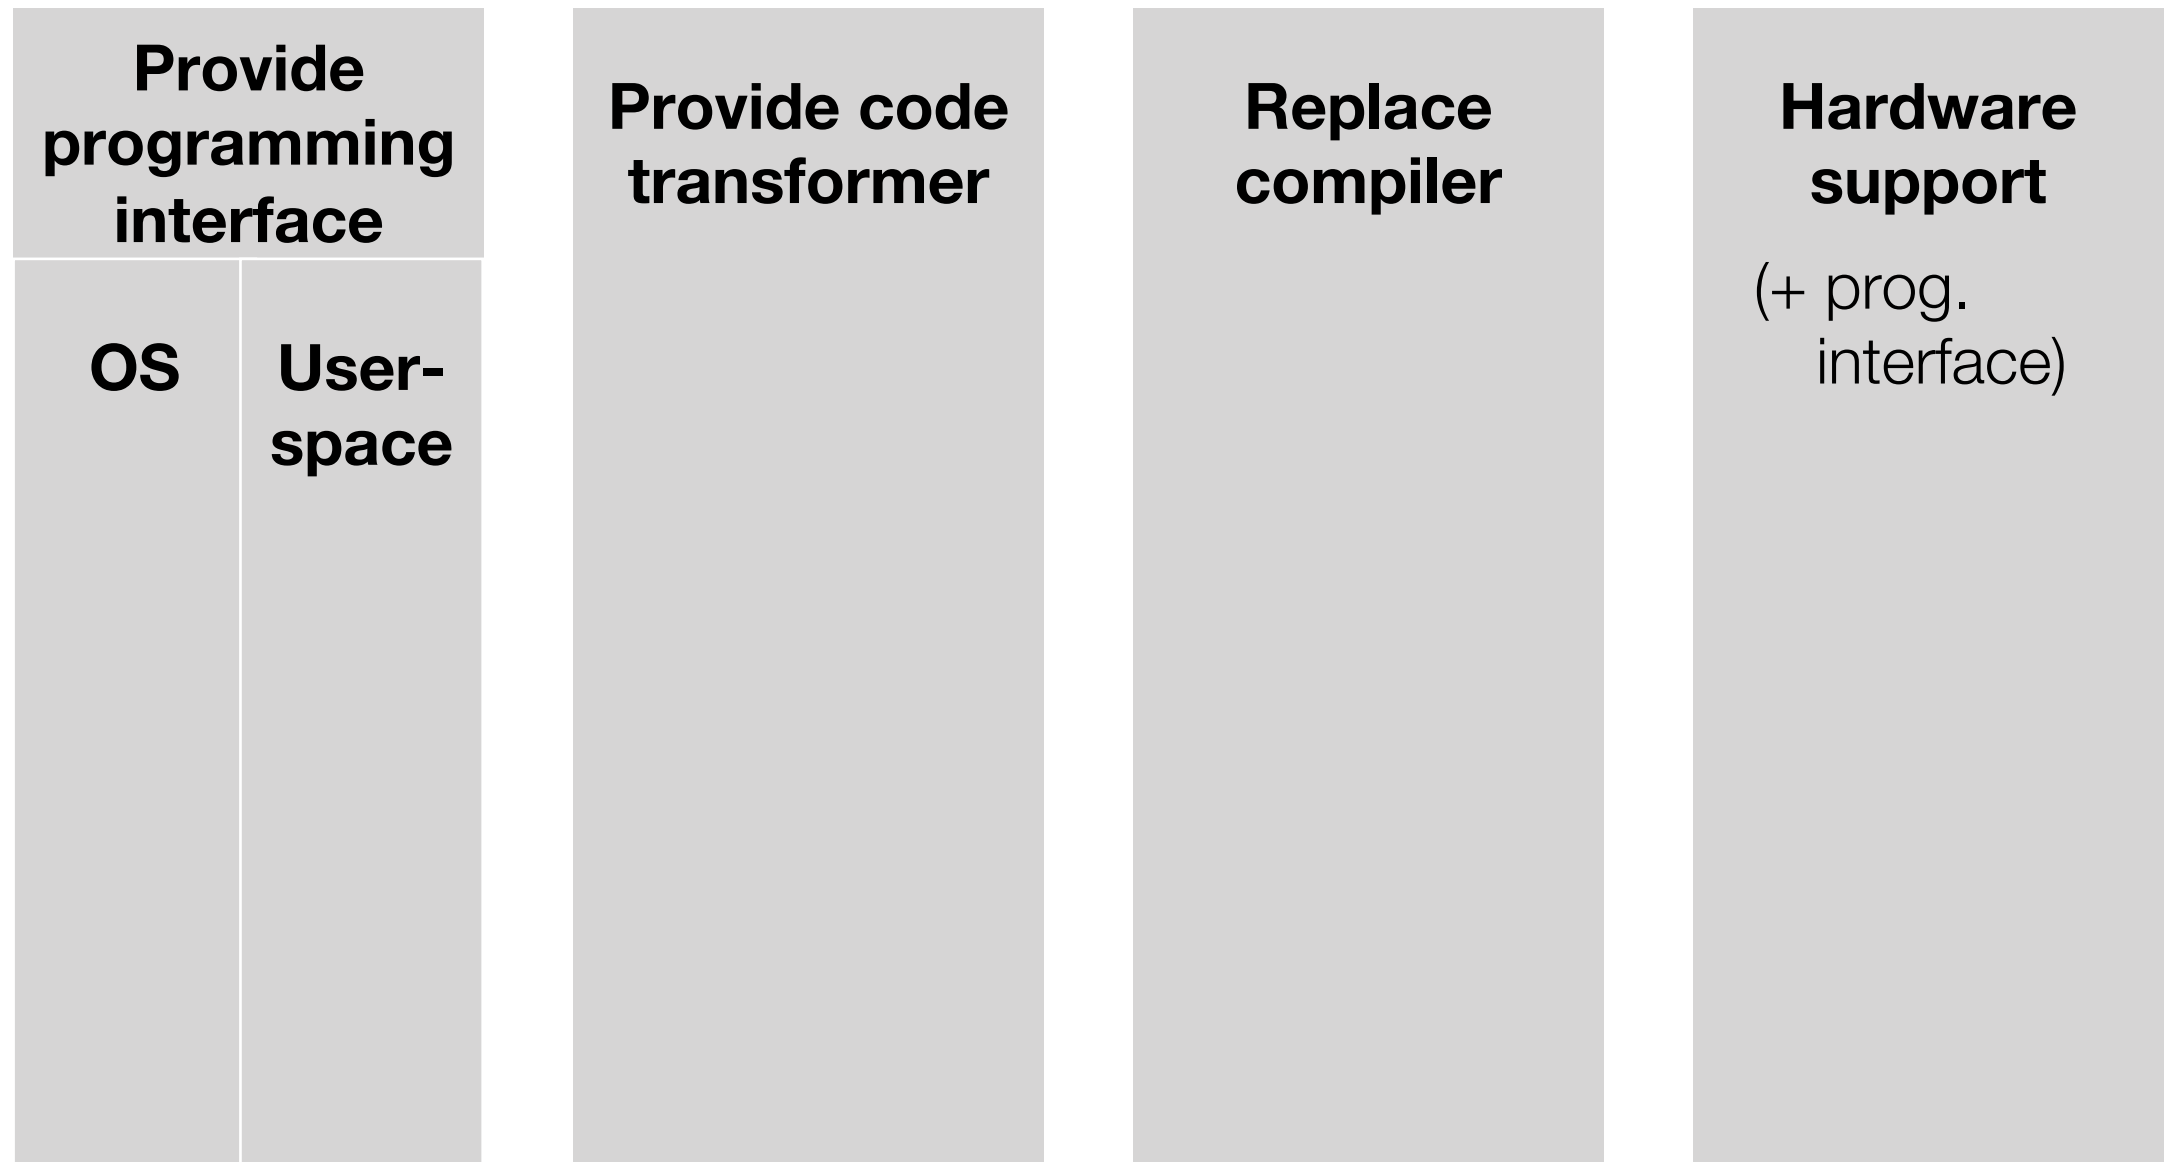 Provide
programming
interface
OS
User-
space
Provide code
transformer
Replace
compiler
Hardware
support
(+ prog.
interface)